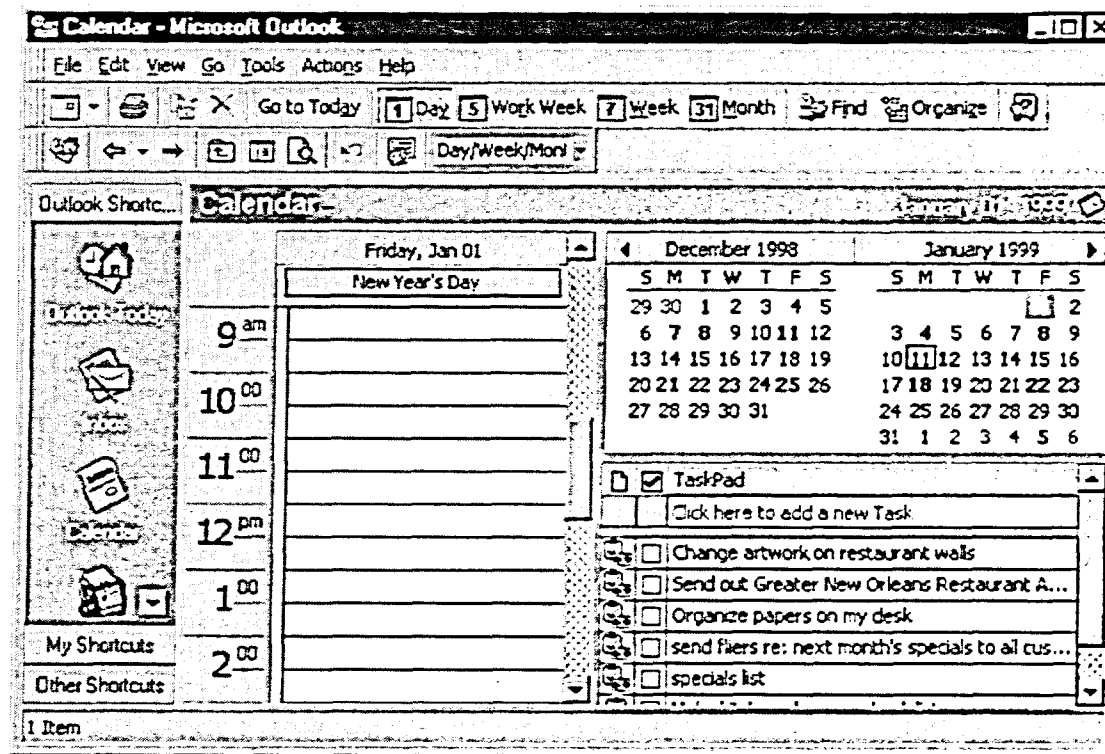 Calendar - Microsoft Outlook
File Edit View Go Tools Actions Help
Go to Today 1 Day 5 Work Week 7 Week 31 Month Find Organize
Day/Week/Mont
Outlook Shortc... Calendar January 01, 1999
Friday, Jan 01
New Year's Day
9 am
10 00
11 00
12 pm
1 00
2 00
Outlook Today
Inbox
Calendar
My Shortcuts
Other Shortcuts
December 1998 January 1999
S M T W T F S S M T W T F S
29 30 1 2 3 4 5 2
6 7 8 9 10 11 12 3 4 5 6 7 8 9
13 14 15 16 17 18 19 10 11 12 13 14 15 16
20 21 22 23 24 25 26 17 18 19 20 21 22 23
27 28 29 30 31 24 25 26 27 28 29 30
31 1 2 3 4 5 6
TaskPad
Click here to add a new Task
Change artwork on restaurant walls
Send out Greater New Orleans Restaurant A...
Organize papers on my desk
send fliers re: next month's specials to all cus...
specials list
1 Item